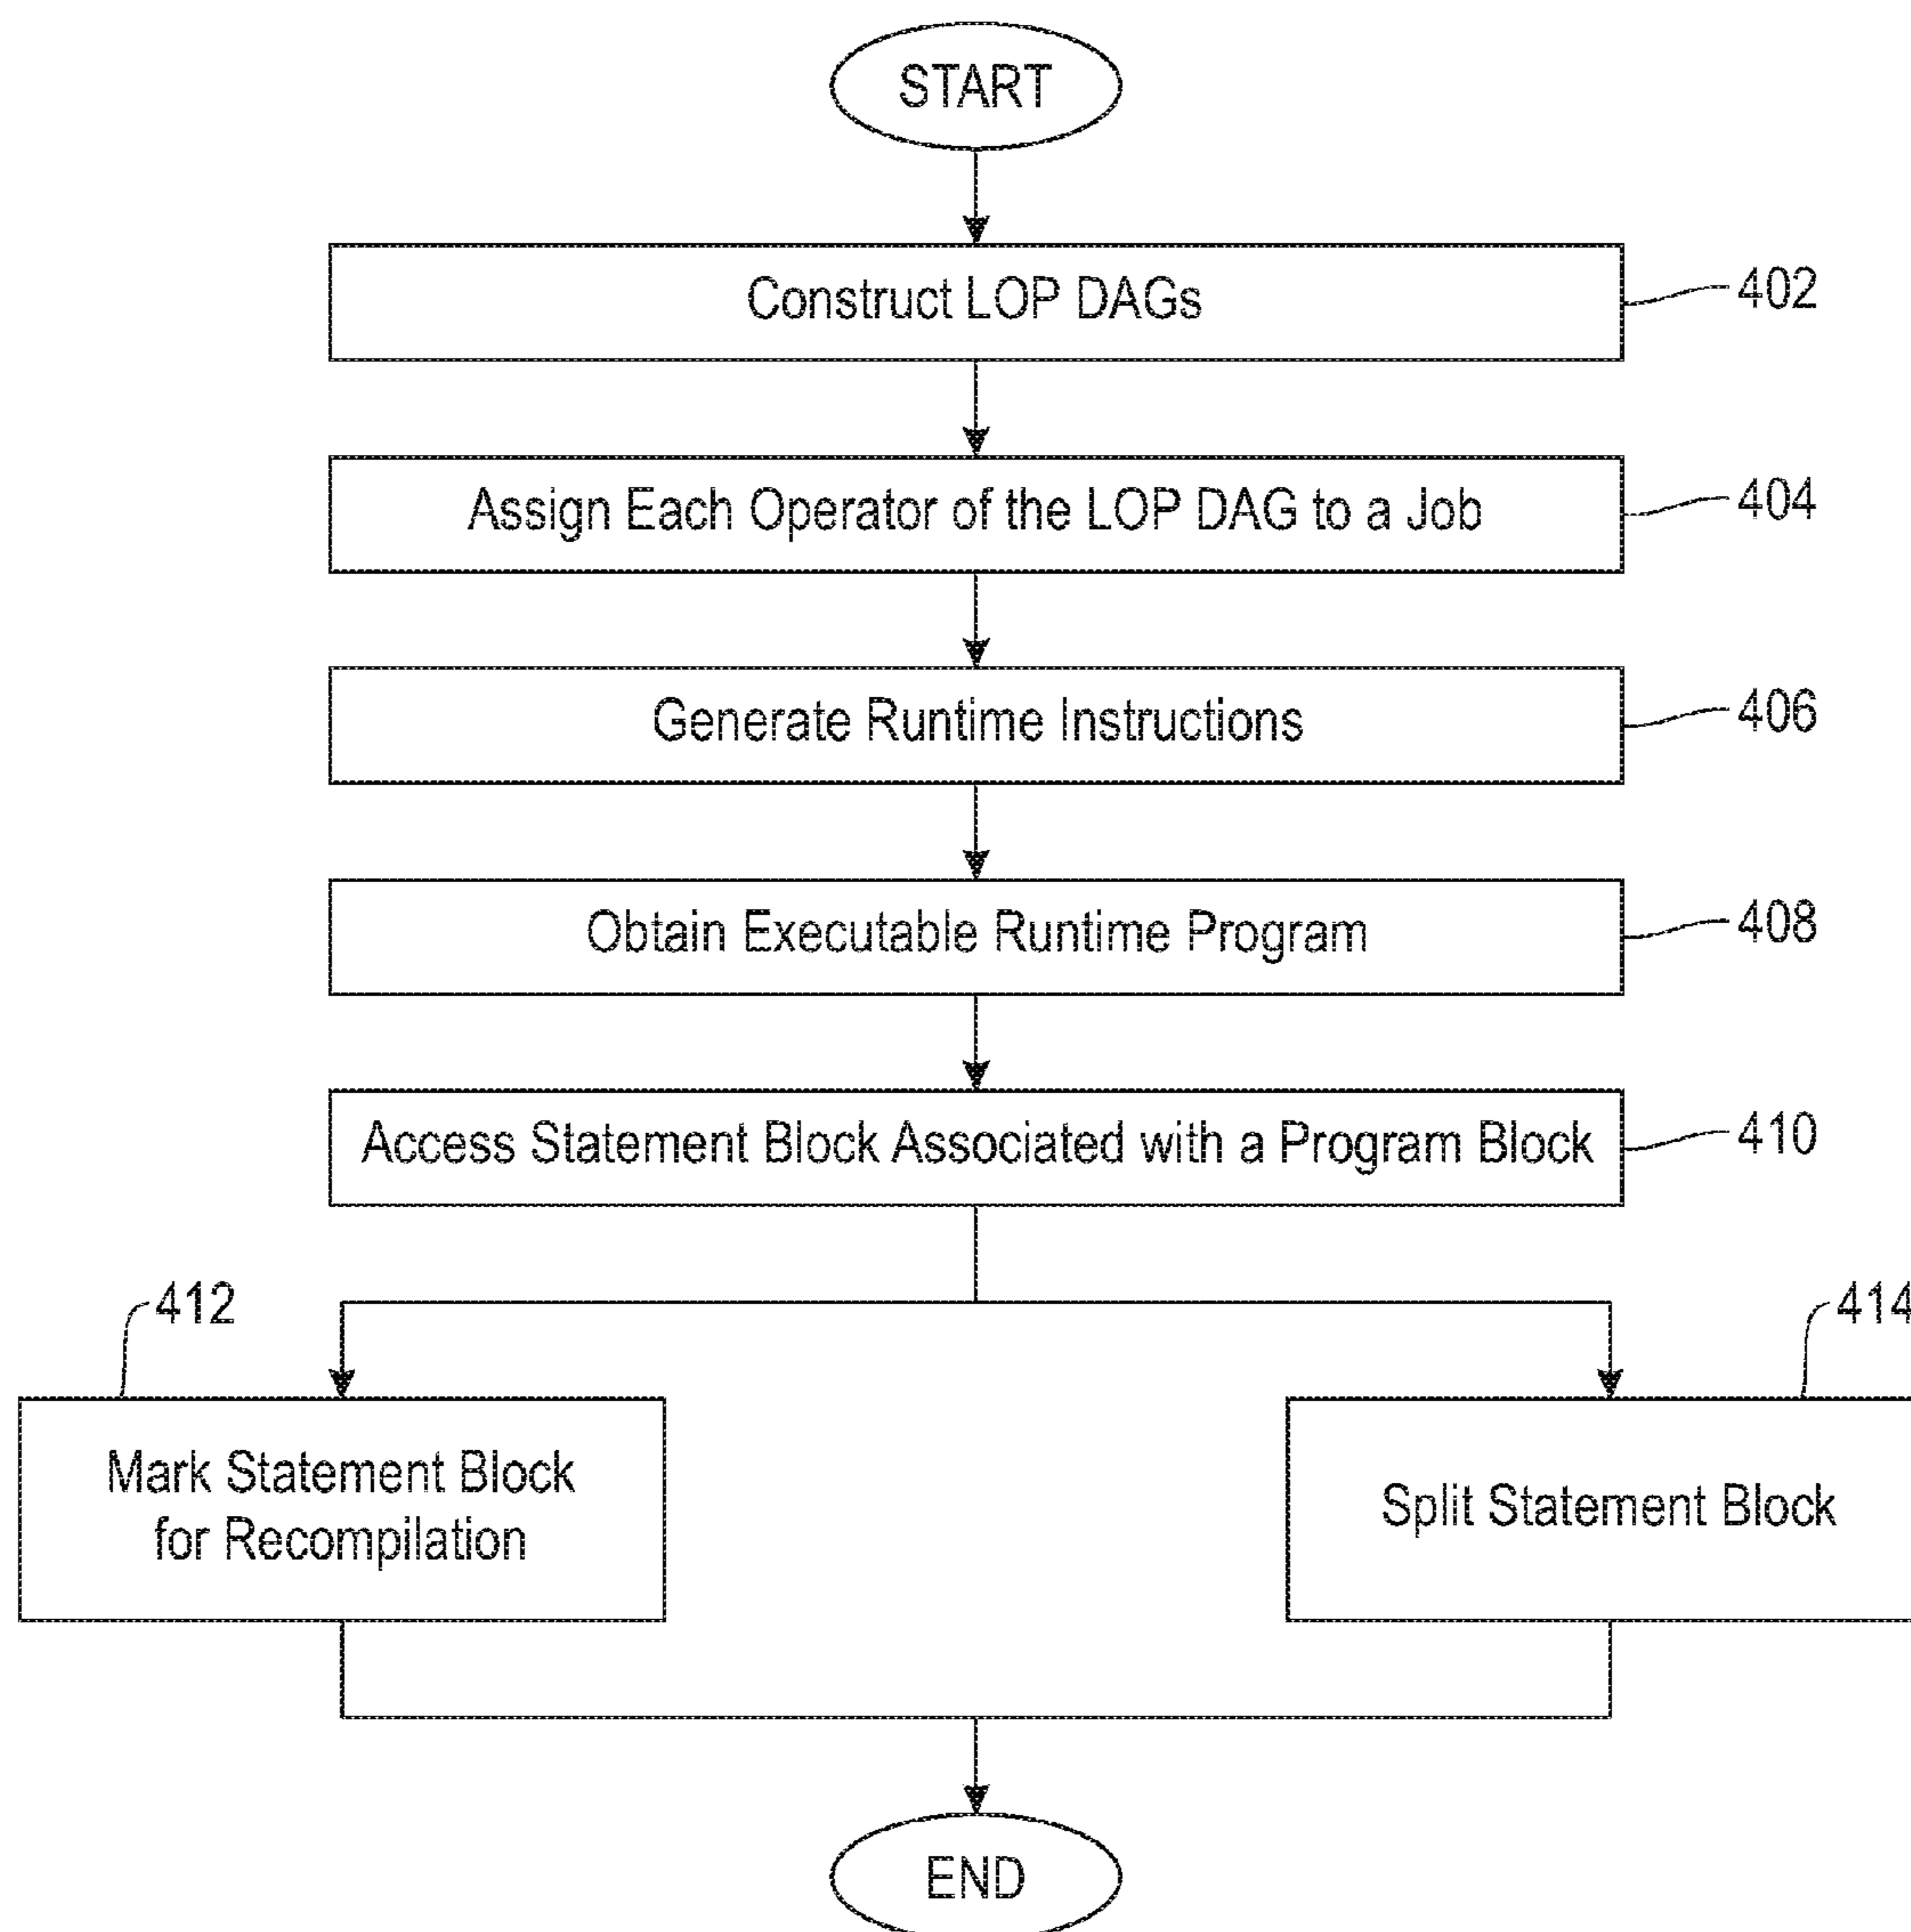 START
Construct LOP DAGs
402
Assign Each Operator of the LOP DAG to a Job
404
Generate Runtime Instructions
406
Obtain Executable Runtime Program
408
Access Statement Block Associated with a Program Block
410
412
414
Mark Statement Block
for Recompilation
Split Statement Block
END